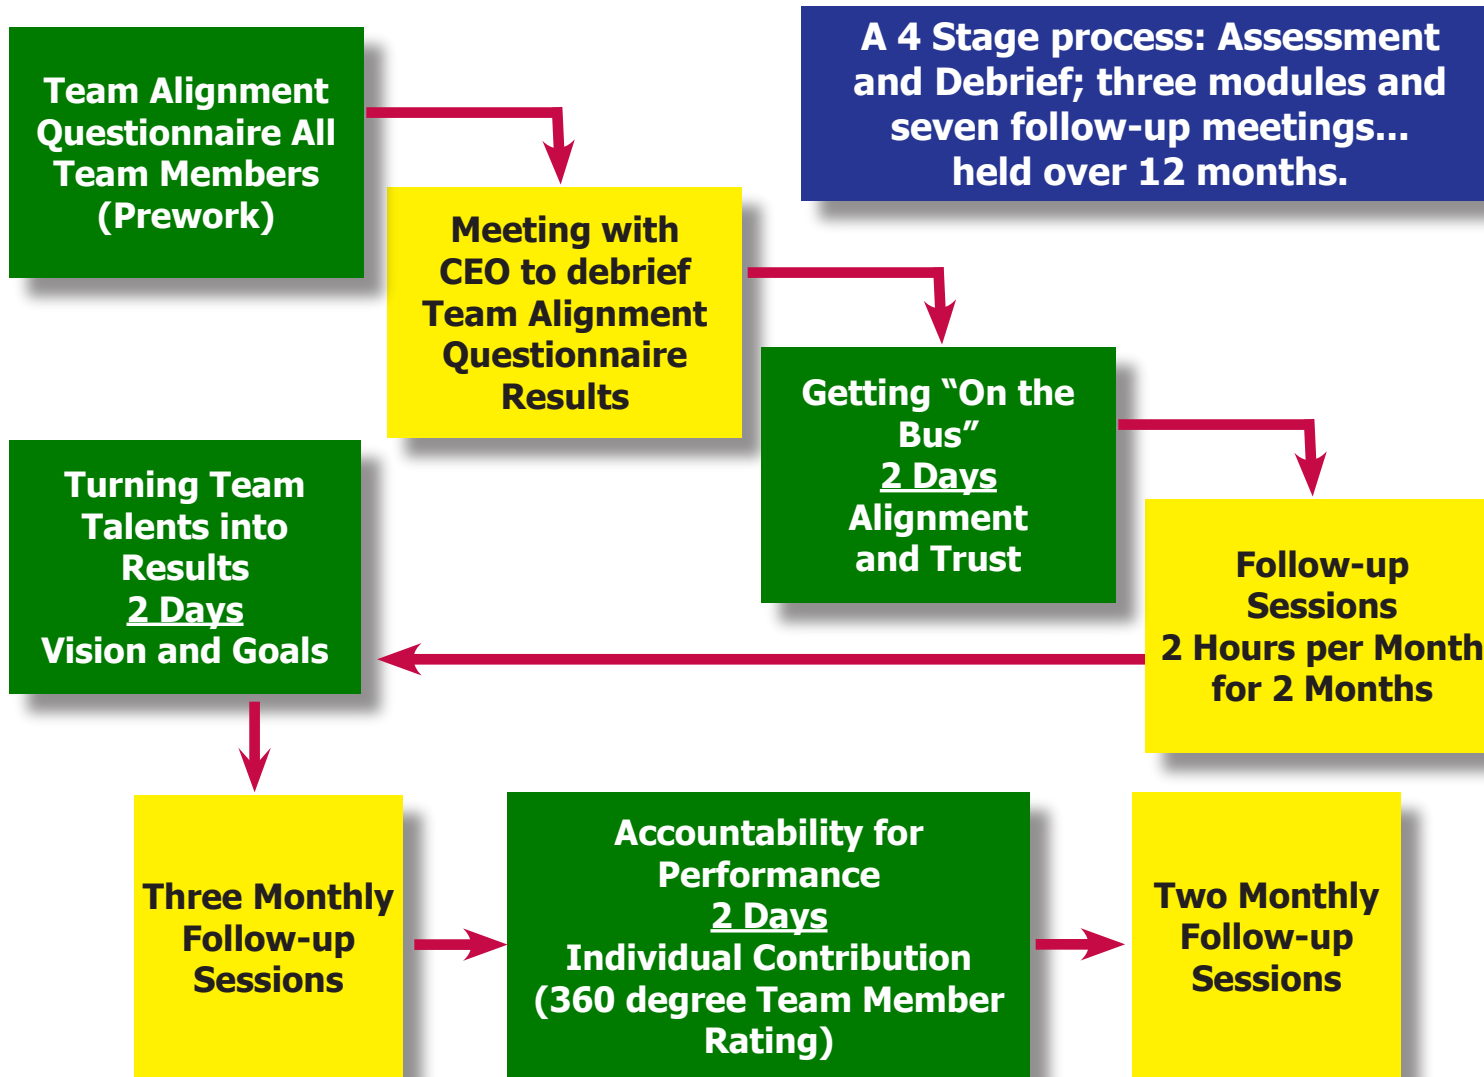 A 4 Stage process: Assessment
and Debrief; three modules and
seven follow-up meetings...
held over 12 months.
Team Alignment
Questionnaire All
Team Members
(Prework)
Meeting with
CEO to debrief
Team Alignment
Questionnaire
Results
Getting “On the
Bus”
2 Days
Alignment
and Trust
Follow-up
Sessions
2 Hours per Month
for 2 Months
Turning Team
Talents into
Results
2 Days
Vision and Goals
Three Monthly
Follow-up
Sessions
Accountability for
Performance
2 Days
Individual Contribution
(360 degree Team Member
Rating)
Two Monthly
Follow-up
Sessions